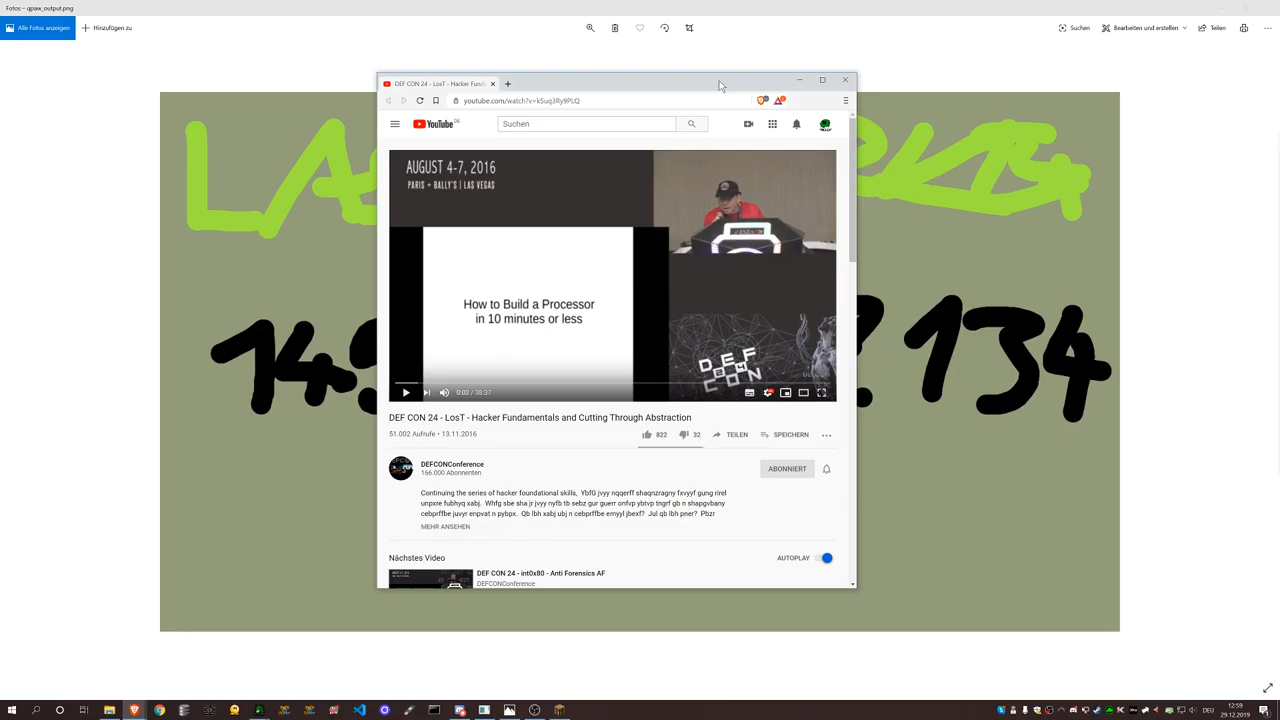 Fotos - qpaw_output.png
Alle Fotos anzeigen
Hinzufügen zu
Suchen
Bearbeiten und erstellen
Teilen
DEF CON 24 - LosT - Hacker Fund
youtube.com/watch?v=kSuq3Ry9PLQ
YouTube DE
Suchen
AUGUST 4-7, 2016
PARIS + BALLY'S | LAS VEGAS
How to Build a Processor
in 10 minutes or less
DEF
CON
14.
134
0:02 / 38:37
DEF CON 24 - LosT - Hacker Fundamentals and Cutting Through Abstraction
51.002 Aufrufe • 13.11.2016
822
32
TEILEN
SPEICHERN
DEFCONConference
166.000 Abonnenten
ABONNIERT
Continuing the series of hacker foundational skills, YbfG jvyy nqqerff shaqnzragny fxvyyf gung rirel
unpxre fubhyq xabj. Whfg sbe sha jr jvyy nyfb tb sebz gur guerr onfvp ybtvp tngrf gb n shapgvbany
cebprffbe juvyr enpvat n pybpx. Qb lbh xabj ubj n cebprffbe ernyyl jbexf? Jul qb lbh pner? Pbzr
MEHR ANSEHEN
Nächstes Video
AUTOPLAY
DEF CON 24 - int0x80 - Anti Forensics AF
DEFCONConference
DEU
12:59
29.12.2019